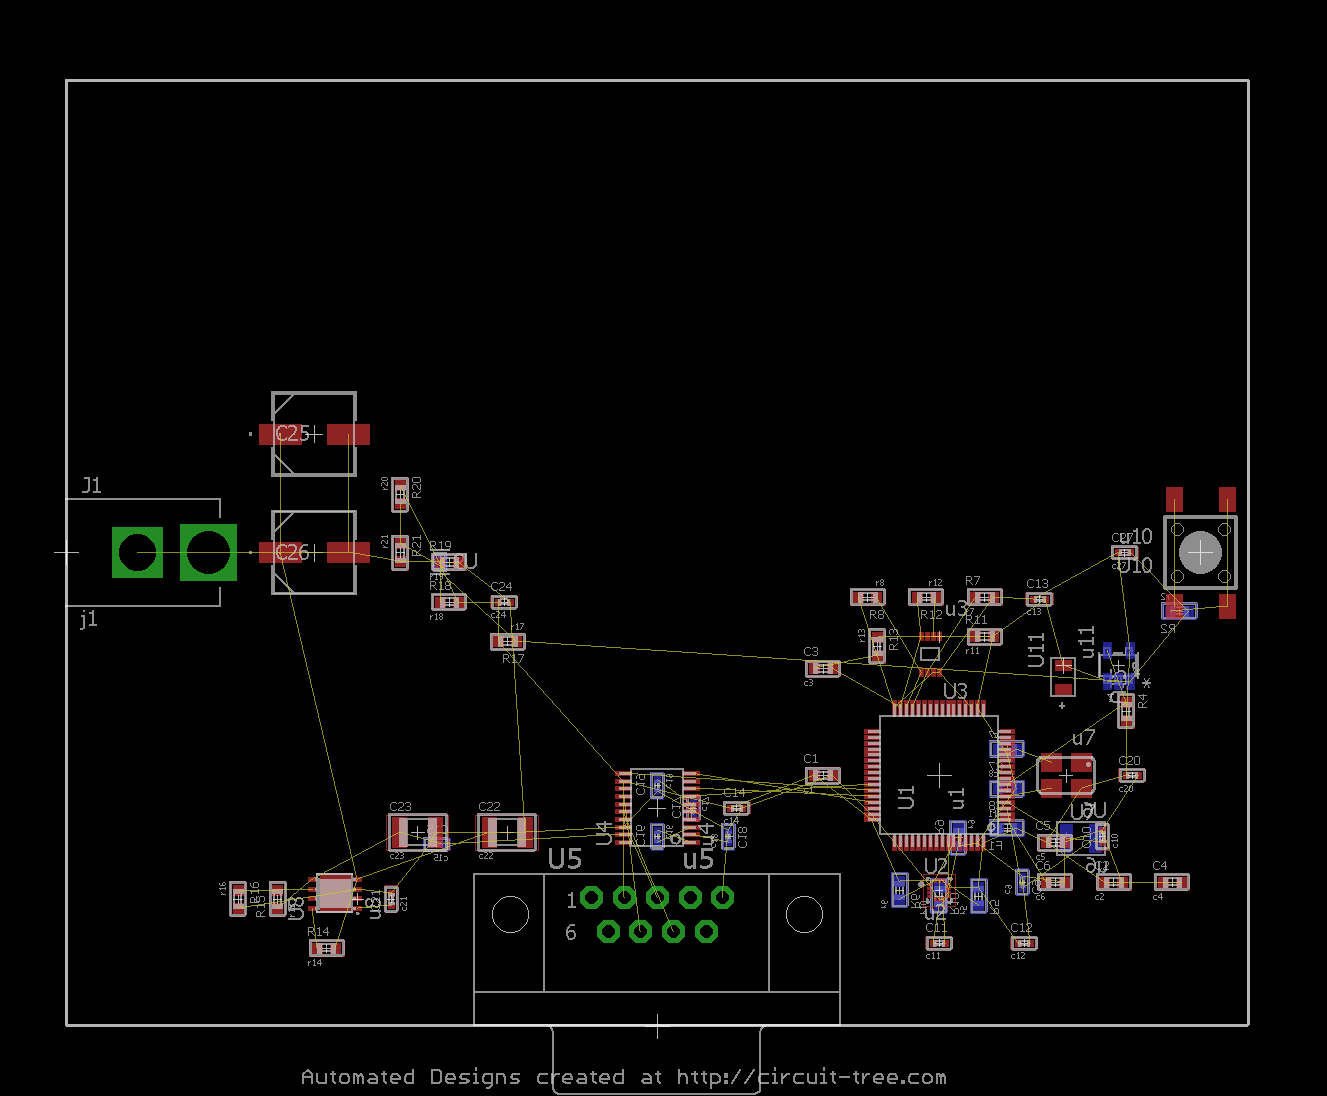 J1
C25
C26
j1
r20
R20
r21
R21
R19
U
R18
r18
C24
c24
r17
R17
C3
c3
r8
R8
r12
R12
R7
u3
R11
r11
r13
R13
U3
C13
c13
u10
U10
U11
u11
R4
u7
U7
C20
c20
C1
U1
u1
C23
c23
C22
c22
U4
u4
C14
C18
U5
u5
1
6
r16
R16
U8
u8
c21
R14
r14
U2
u2
C11
c11
C12
c12
C5
c5
C6
c6
c2
C4
c4
c10
Automated Designs created at http://circuit-tree.com